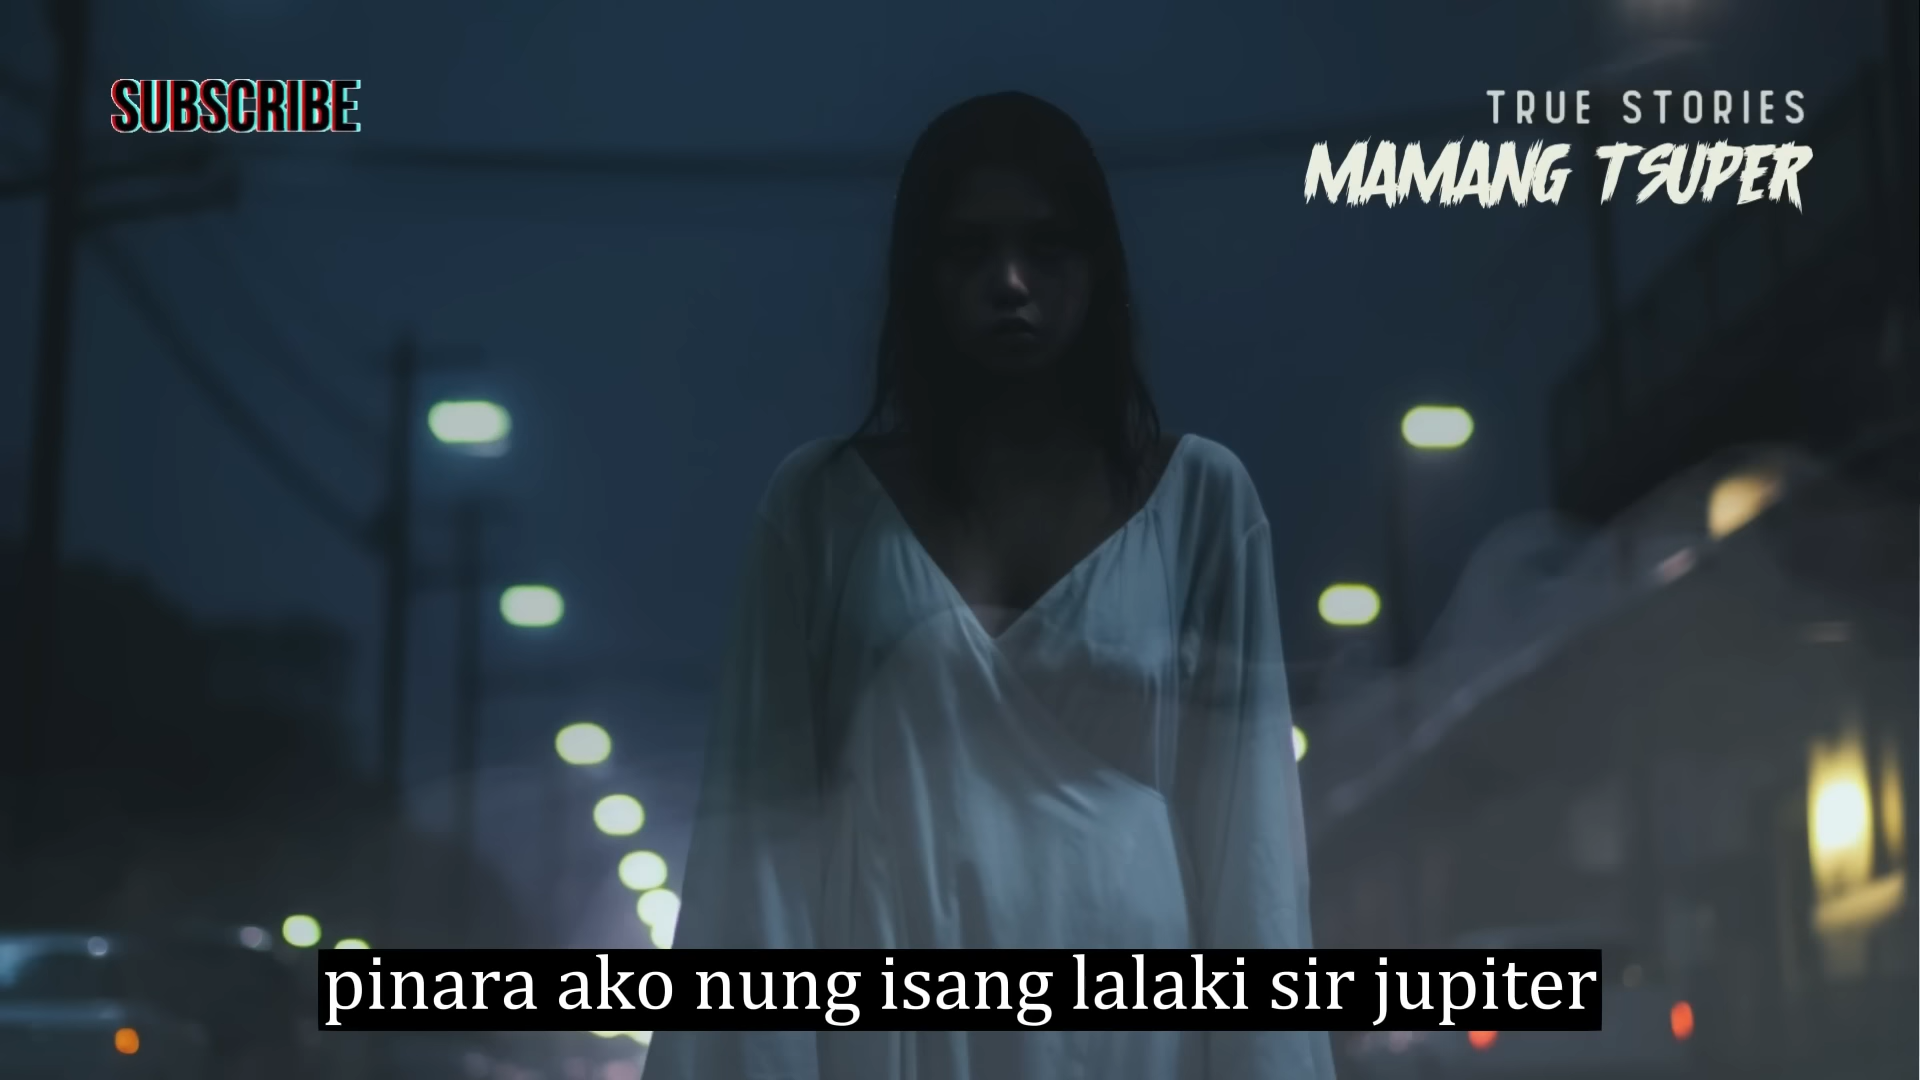 SUBSCRIBE
TRUE STORIES
MAMANG TSUPER
pinara ako nung isang lalaki sir jupiter